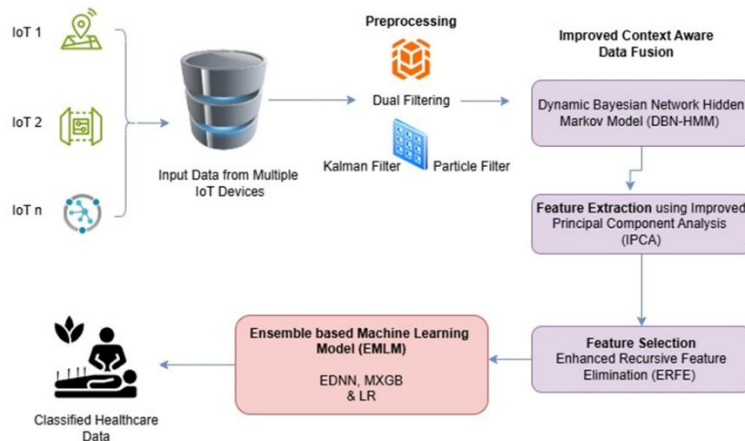 IoT 1
IoT 2
IoT n
Input Data from Multiple
IoT Devices
Preprocessing
Dual Filtering
Kalman Filter
Particle Filter
Improved Context Aware
Data Fusion
Dynamic Bayesian Network Hidden
Markov Model (DBN-HMM)
Feature Extraction using Improved
Principal Component Analysis
(IPCA)
Feature Selection
Enhanced Recursive Feature
Elimination (ERFE)
Ensemble based Machine Learning
Model (EMLM)
EDNN, MXGB
& LR
Classified Healthcare
Data